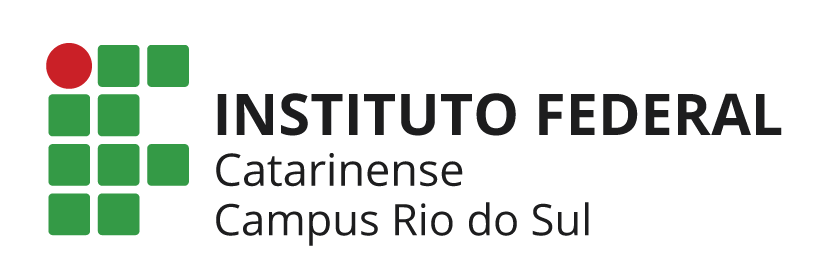 INSTITUTO FEDERAL
Catarinense
Campus Rio do Sul